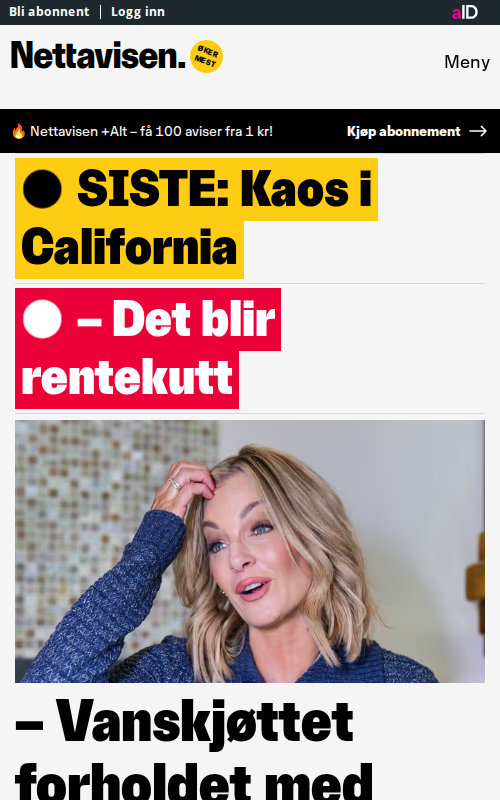 Bli abonnent | Logg inn
aID
Nettavisen.
ØKER
MEST
Meny
🔥 Nettavisen +Alt – få 100 aviser fra 1 kr!
Kjøp abonnement →
SISTE: Kaos i
California
– Det blir
rentekutt
– Vanskjøttet
forholdet med